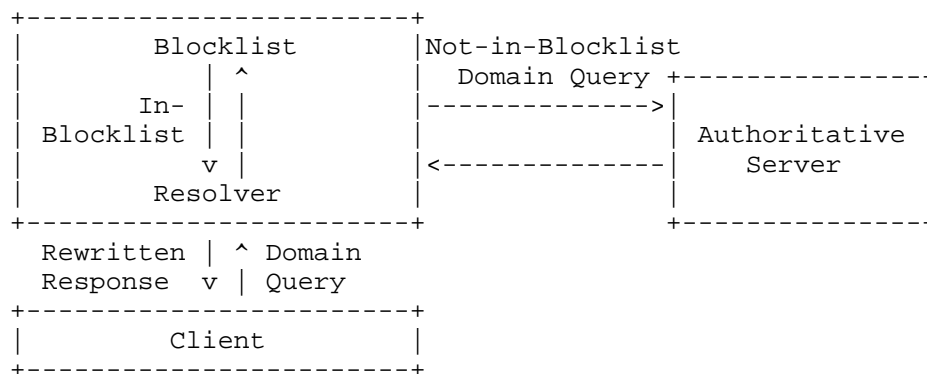 Blocklist Not-in-Blocklist
Domain Query
In-
Blocklist Authoritative
Server
Resolver
Rewritten Domain
Response Query
Client